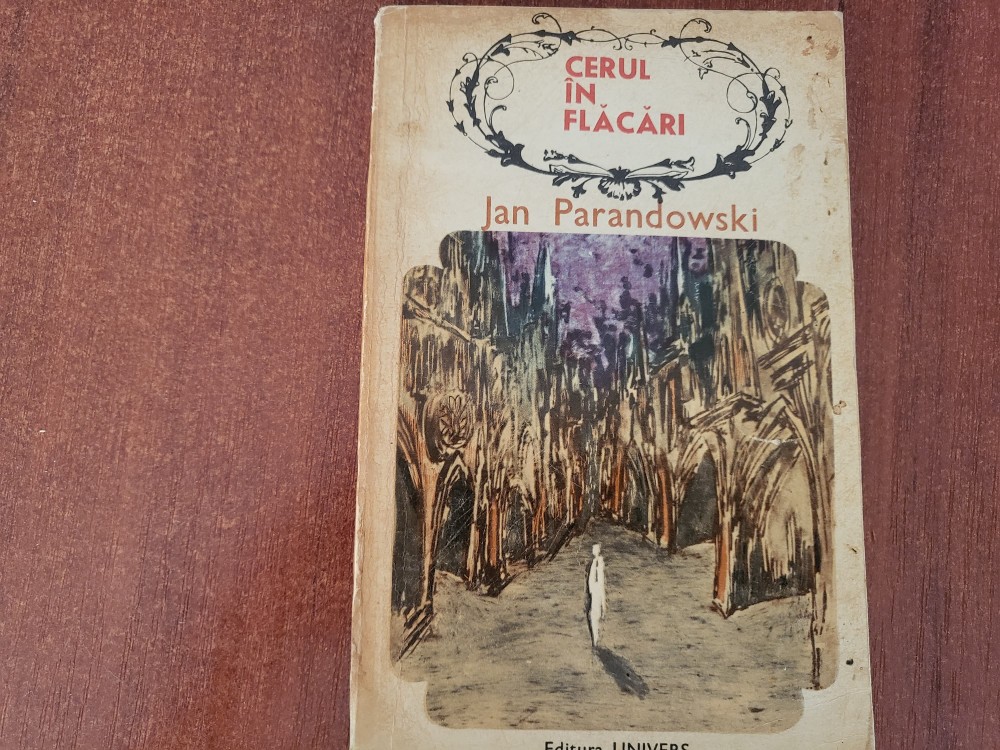 CERUL
ÎN
FLĂCĂRI
Jan Parandowski
Editura UNIVERS